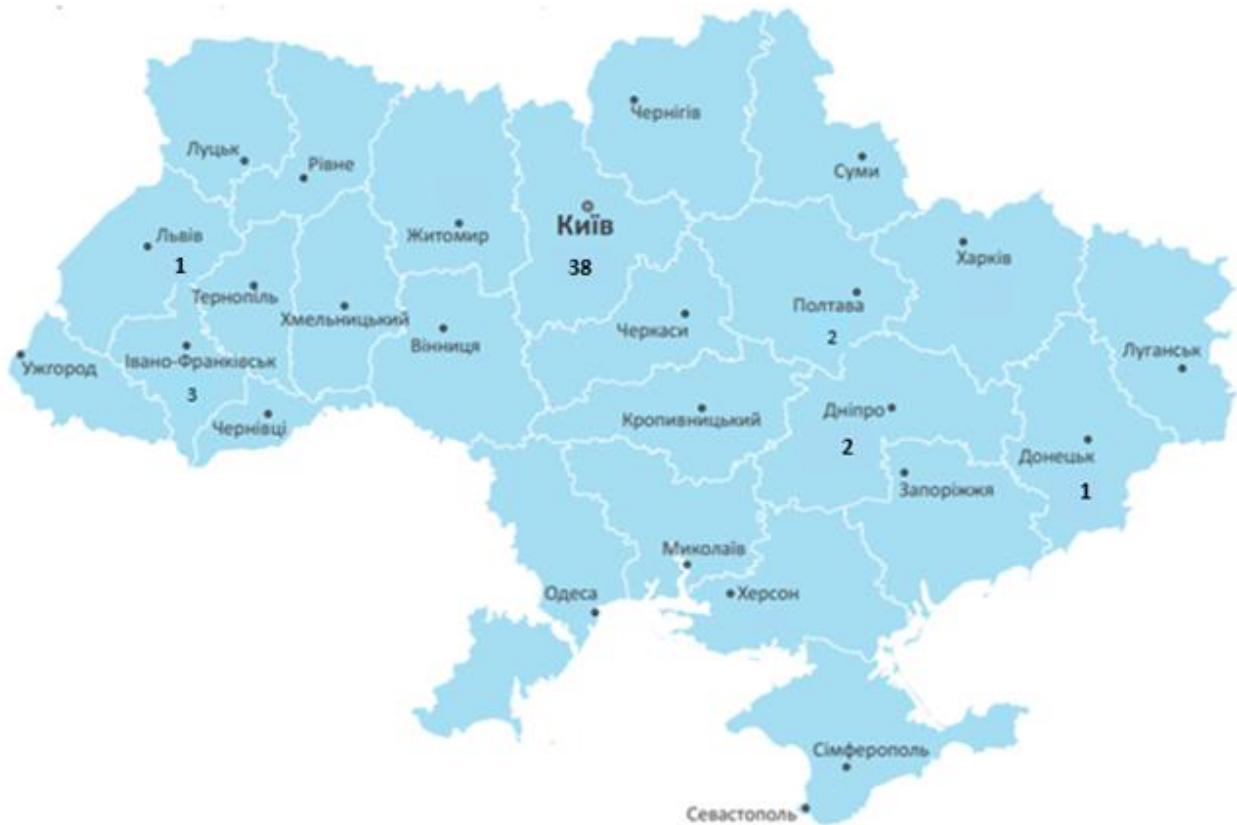 Чернігів
Луцьк
Рівне
Суми
Київ
38
Житомир
Львів
1
Харків
Тернопіль
Полтава
2
Хмельницький
Черкаси
Вінниця
Ужгород
Івано-Франківськ
3
Луганськ
Чернівці
Кропивницький
Дніпро
2
Донецьк
1
Запоріжжя
Миколаїв
Одеса
Херсон
Сімферополь
Севастополь